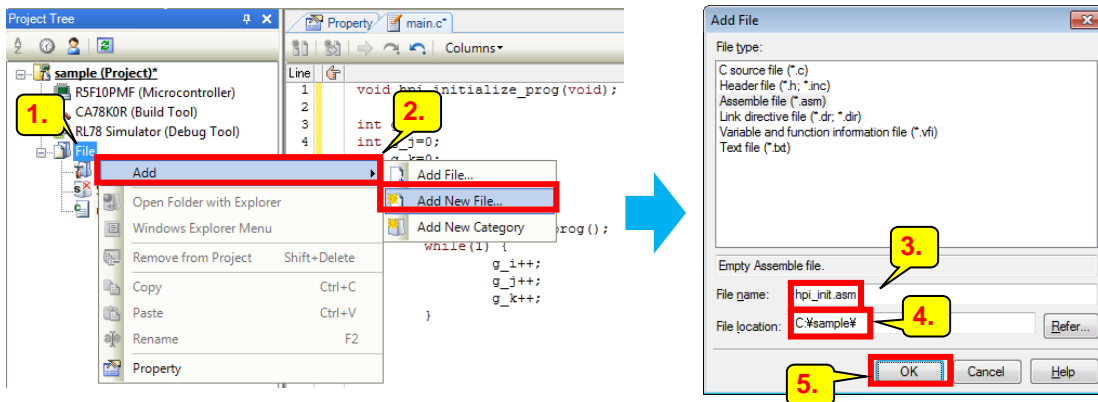 Project Tree
sample (Project)*
R5F10PMF (Microcontroller)
CA78K0R (Build Tool)
RL78 Simulator (Debug Tool)
File
1.
Add
Open Folder with Explorer
Windows Explorer Menu
Remove from Project Shift+Delete
Copy Ctrl+C
Paste Ctrl+V
Rename F2
Property
Property main.c*
Columns
Line
1 void hpi_initialize_prog(void);
2
3 int
4 int g_j=0;
g_k=0;
2.
Add File...
Add New File...
Add New Category
prog();
while(1) {
g_i++;
g_j++;
g_k++;
}
Add File
File type:
C source file (*.c)
Header file (*.h; *.inc)
Assemble file (*.asm)
Link directive file (*.dr; *.dir)
Variable and function information file (*.vfi)
Text file (*.txt)
Empty Assemble file.
3.
File name: hpi_init.asm
File location: C:¥sample¥
4.
Refer...
5.
OK Cancel Help